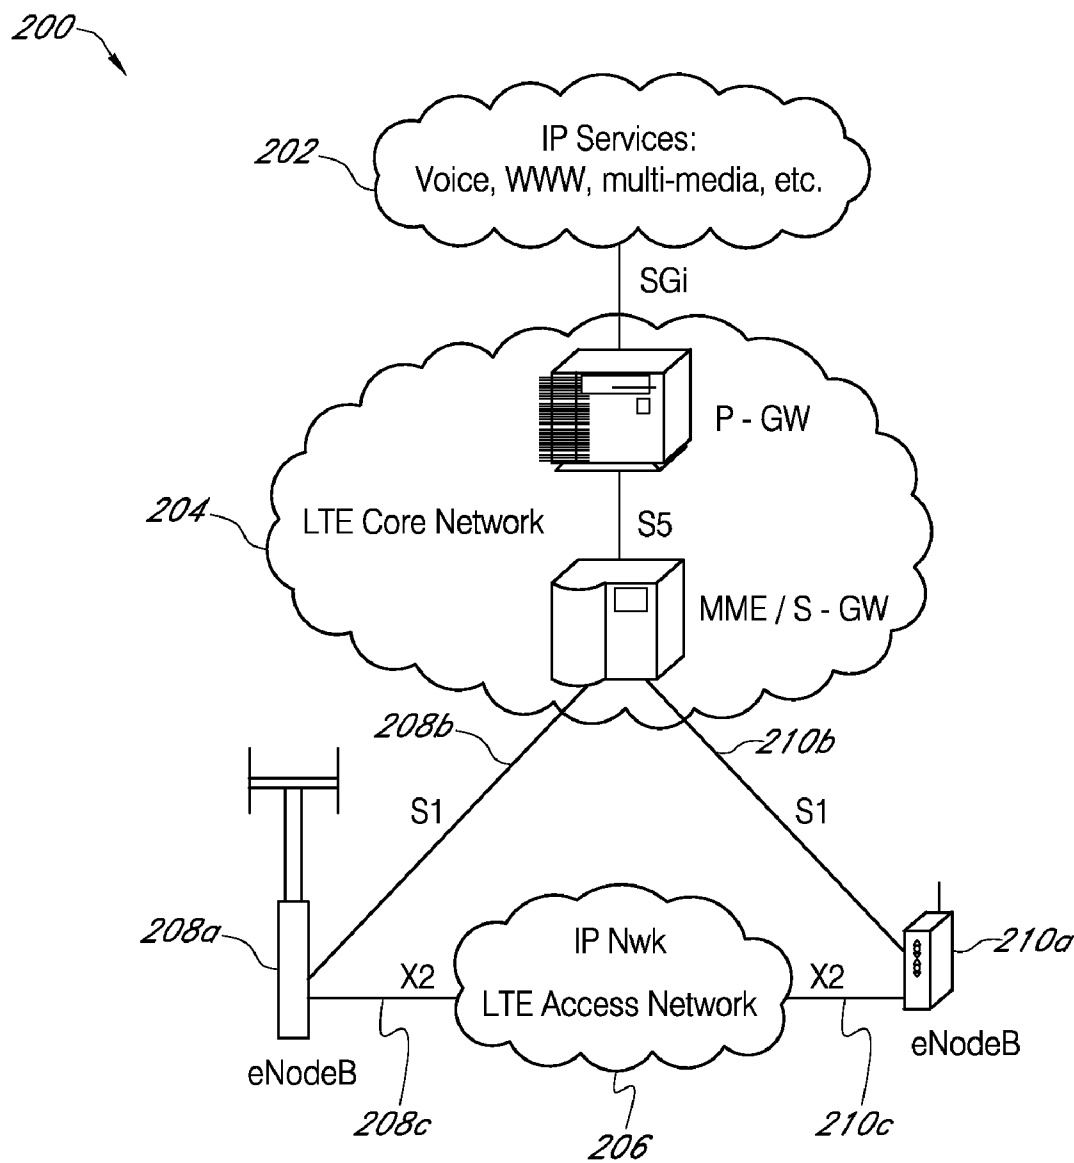 200
202
IP Services:
Voice, WWW, multi-media, etc.
SGi
P - GW
204
LTE Core Network
S5
MME / S - GW
208b
210b
S1
S1
208a
IP Nwk
210a
X2
X2
LTE Access Network
eNodeB
eNodeB
208c
206
210c